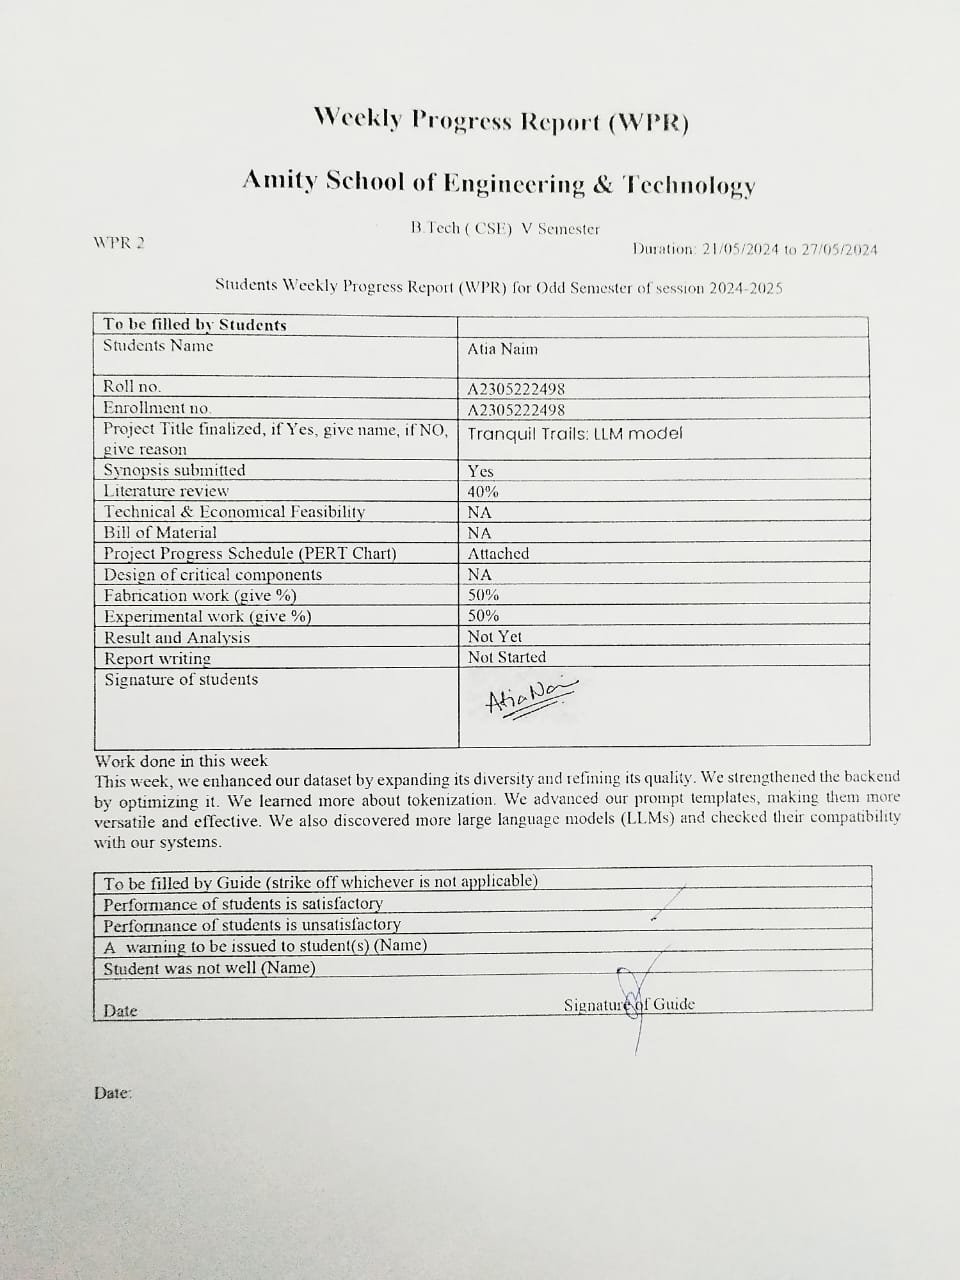 Weekly Progress Report (WPR)
Amity School of Engineering & Technology
B.Tech ( CSE) V Semester
WPR 2
Duration: 21/05/2024 to 27/05/2024
Students Weekly Progress Report (WPR) for Odd Semester of session 2024-2025
To be filled by Students
Students Name Atia Naim
Roll no. A2305222498
Enrollment no. A2305222498
Project Title finalized, if Yes, give name, if NO, Tranquil Trails: LLM model
give reason
Synopsis submitted Yes
Literature review 40%
Technical & Economical Feasibility NA
Bill of Material NA
Project Progress Schedule (PERT Chart) Attached
Design of critical components NA
Fabrication work (give %) 50%
Experimental work (give %) 50%
Result and Analysis Not Yet
Report writing Not Started
Signature of students Atia Nai
Work done in this week
This week, we enhanced our dataset by expanding its diversity and refining its quality. We strengthened the backend
by optimizing it. We learned more about tokenization. We advanced our prompt templates, making them more
versatile and effective. We also discovered more large language models (LLMs) and checked their compatibility
with our systems.
To be filled by Guide (strike off whichever is not applicable)
Performance of students is satisfactory
Performance of students is unsatisfactory
A warning to be issued to student(s) (Name)
Student was not well (Name)
Date Signature of Guide
Date: